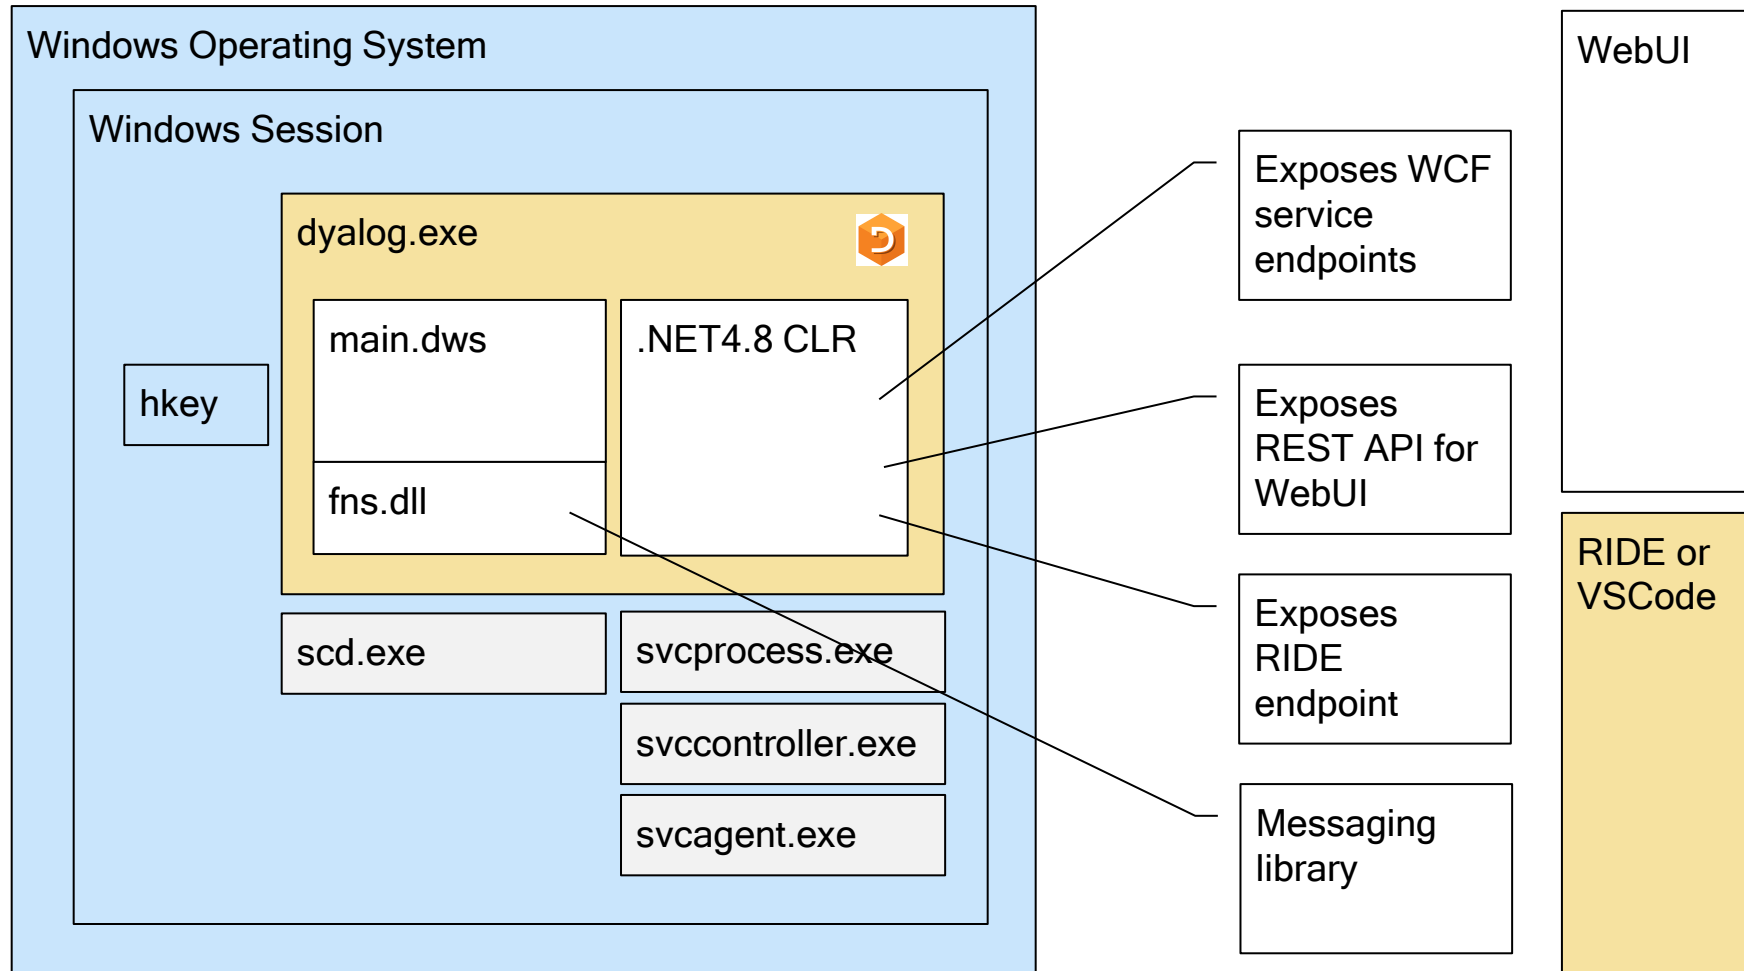 Windows Operating System
Windows Session
dyalog.exe
main.dws
.NET4.8 CLR
hkey
fns.dll
scd.exe
svcprocess.exe
svccontroller.exe
svcagent.exe
Exposes WCF
service
endpoints
Exposes
REST API for
WebUI
Exposes
RIDE
endpoint
Messaging
library
WebUI
RIDE or
VSCode